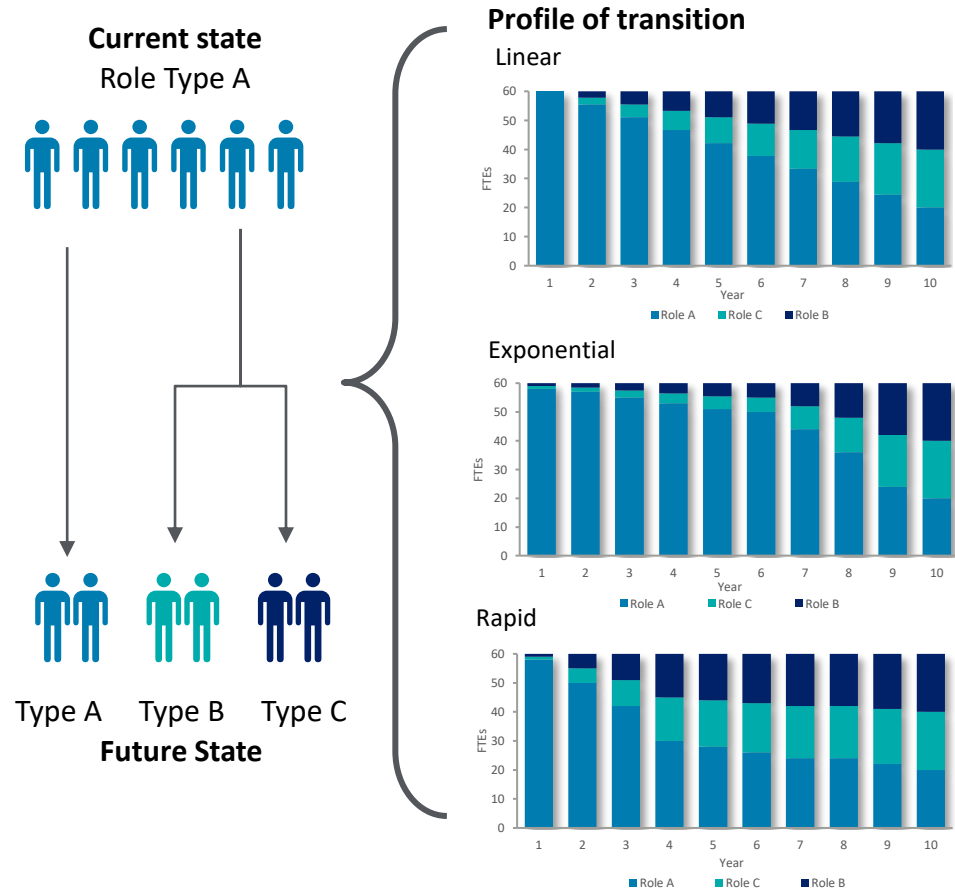 Current state
Role Type A
Type A Type B Type C
Future State
Profile of transition
Linear
60
50
40
30
20
10
0
FTEs
1 2 3 4 5 6 7 8 9 10
Year
Role A Role C Role B
Exponential
60
50
40
30
20
10
0
FTEs
1 2 3 4 5 6 7 8 9 10
Year
Role A Role C Role B
Rapid
60
50
40
30
20
10
0
FTEs
1 2 3 4 5 6 7 8 9 10
Year
Role A Role C Role B